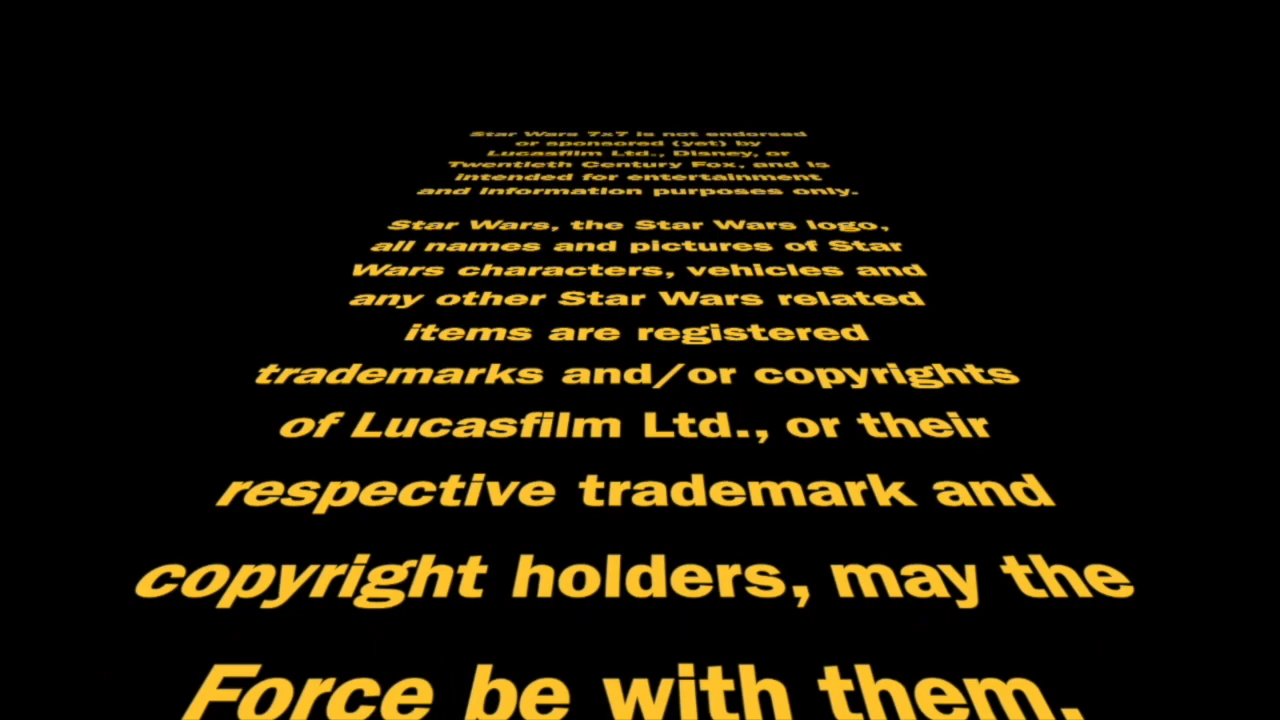 Star Wars 7x7 is not endorsed
or sponsored (yet) by
Lucasfilm Ltd., Disney, or
Twentieth Century Fox, and is
intended for entertainment
and information purposes only.
Star Wars, the Star Wars logo,
all names and pictures of Star
Wars characters, vehicles and
any other Star Wars related
items are registered
trademarks and/or copyrights
of Lucasfilm Ltd., or their
respective trademark and
copyright holders, may the
Force be with them.